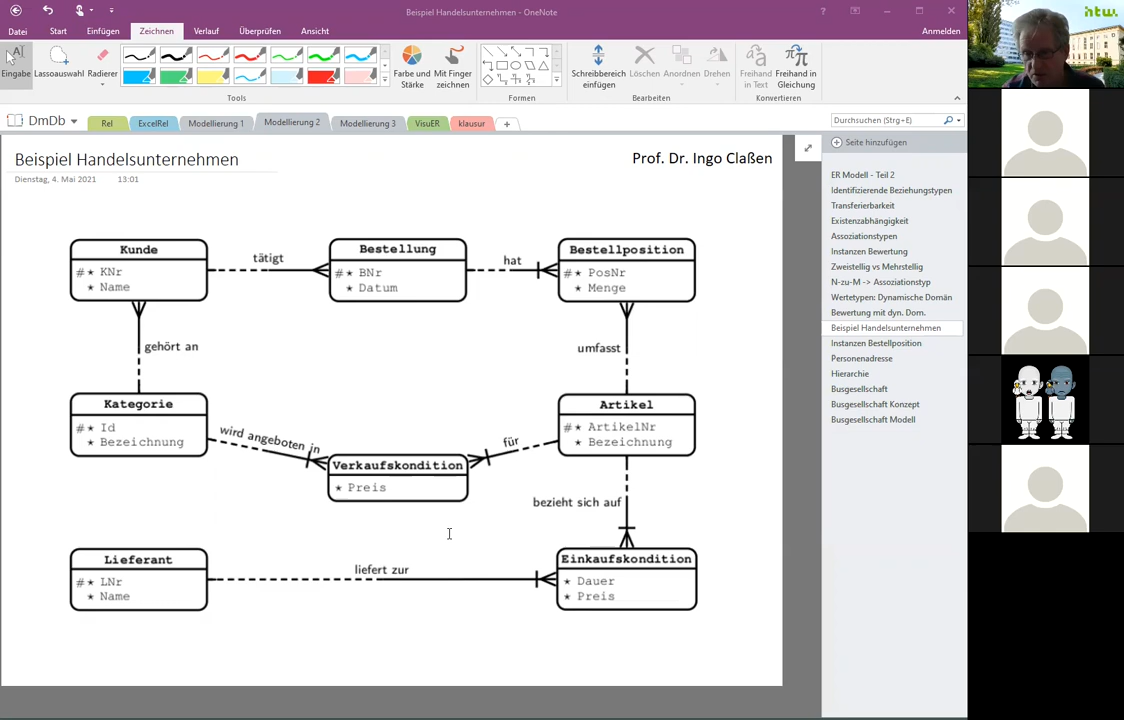 Beispiel Handelsunternehmen - OneNote
?
htw.
Datei Start Einfügen Zeichnen Verlauf Überprüfen Ansicht Anmelden
Eingabe Lassoauswahl Radierer Farbe und Stärke Mit Finger zeichnen Schreibbereich einfügen Löschen Anordnen Drehen Freihand in Text Freihand in Gleichung
Tools Formen Bearbeiten Konvertieren
DmDb Rel ExcelRel Modellierung 1 Modellierung 2 Modellierung 3 VisuER klausur + Durchsuchen (Strg+E)
Beispiel Handelsunternehmen
Prof. Dr. Ingo Claßen
Dienstag, 4. Mai 2021 13:01
Kunde
#* KNr
* Name
tätigt
Bestellung
#* BNr
* Datum
hat
Bestellposition
#* PosNr
* Menge
gehört an
umfasst
Kategorie
#* Id
* Bezeichnung
wird angeboten in
Verkaufskondition
* Preis
für
Artikel
#* ArtikelNr
* Bezeichnung
bezieht sich auf
Lieferant
#* LNr
* Name
liefert zur
Einkaufskondition
* Dauer
* Preis
Seite hinzufügen
ER Modell - Teil 2
Identifizierende Beziehungstypen
Transferierbarkeit
Existenzabhängigkeit
Assoziationstypen
Instanzen Bewertung
Zweistellig vs Mehrstellig
N-zu-M -> Assoziationstyp
Wertetypen: Dynamische Domän
Bewertung mit dyn. Dom.
Beispiel Handelsunternehmen
Instanzen Bestellposition
Personenadresse
Hierarchie
Busgesellschaft
Busgesellschaft Konzept
Busgesellschaft Modell